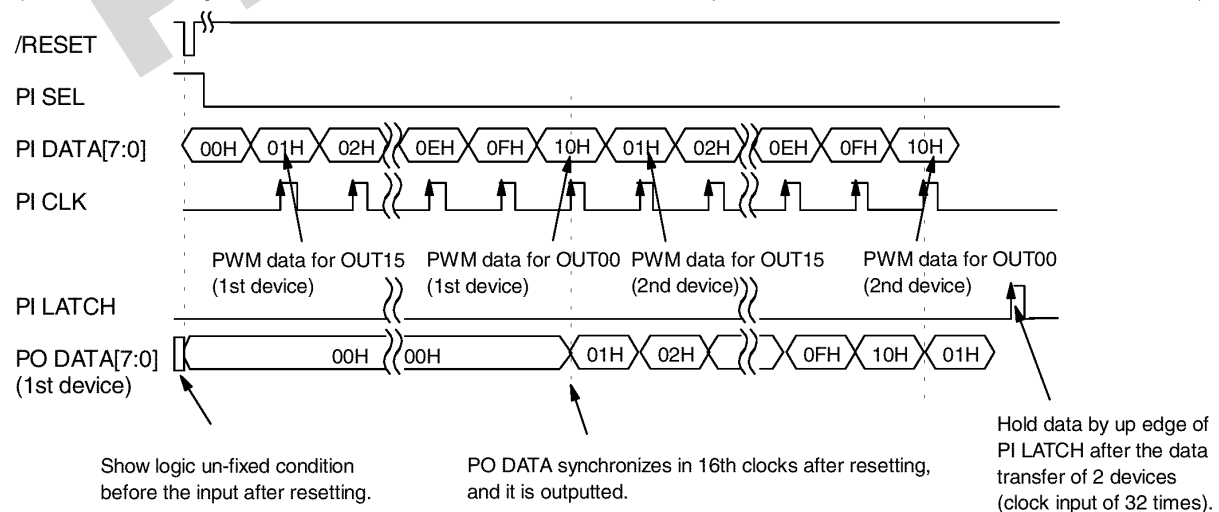 /RESET
PI SEL
PI DATA[7:0] 00H 01H 02H 0EH 0FH 10H 01H 02H 0EH 0FH 10H
PI CLK
PWM data for OUT15 PWM data for OUT00 PWM data for OUT15 PWM data for OUT00
(1st device) (1st device) (2nd device) (2nd device)
PI LATCH
PO DATA[7:0] 00H 00H 01H 02H 0FH 10H 01H
(1st device)
Show logic un-fixed condition
before the input after resetting.
PO DATA synchronizes in 16th clocks after resetting,
and it is outputted.
Hold data by up edge of
PI LATCH after the data
transfer of 2 devices
(clock input of 32 times).